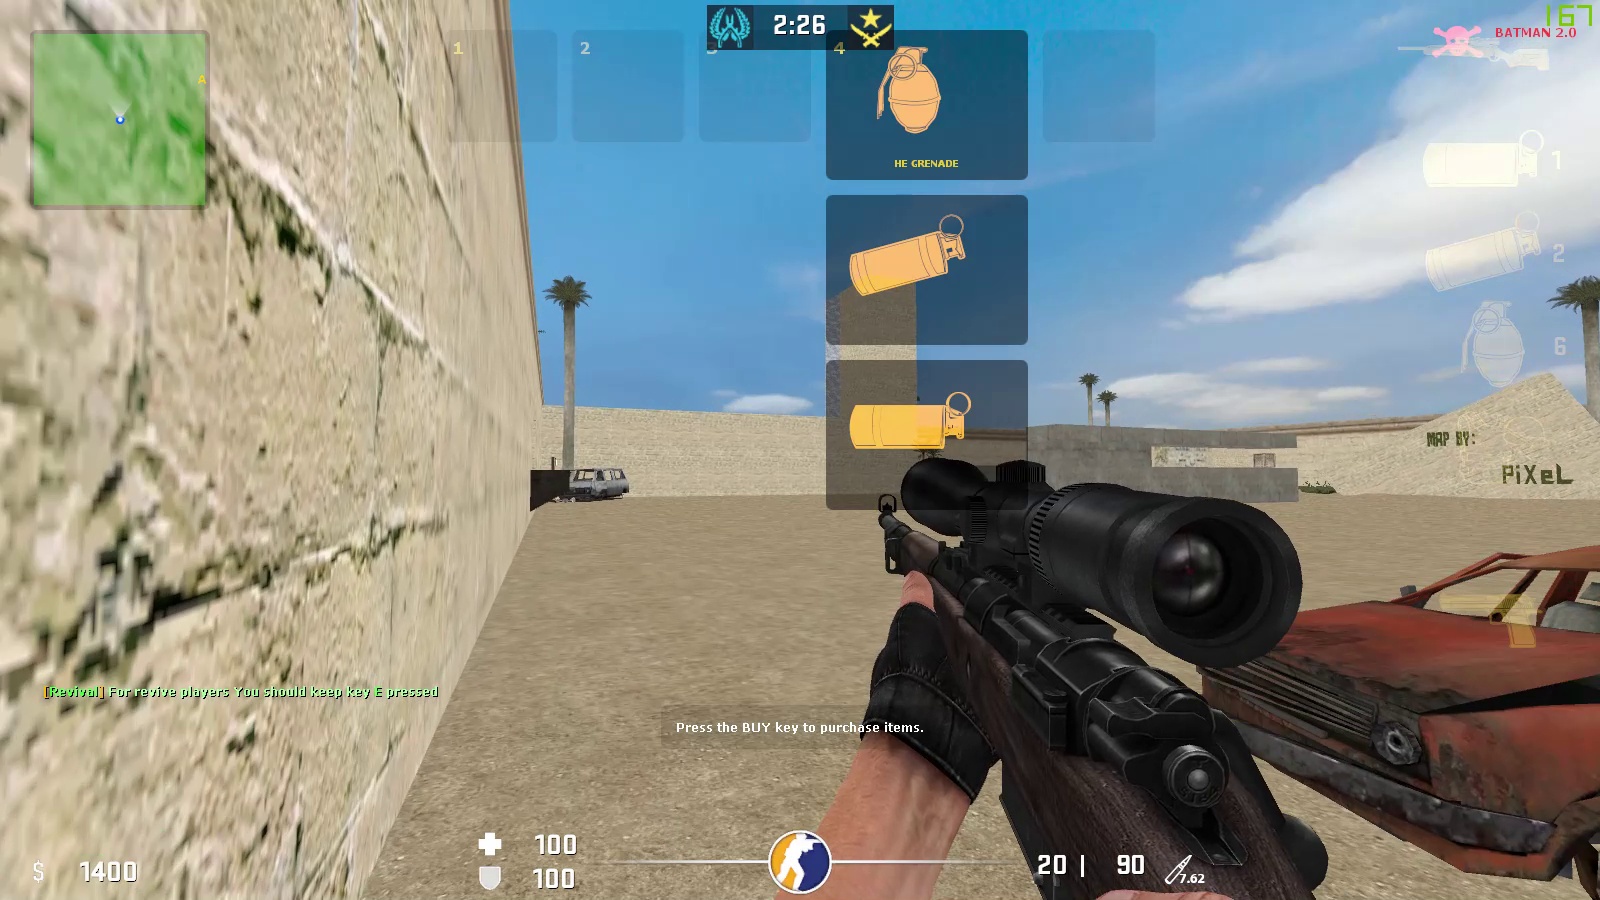 2:26
167
BATMAN 2.0
1
2
3
4
A
HE GRENADE
1
2
6
MAP BY:
PiXeL
[Revival] For revive players You should keep key E pressed
Press the BUY key to purchase items.
$ 1400
100
100
20 | 90
7.62